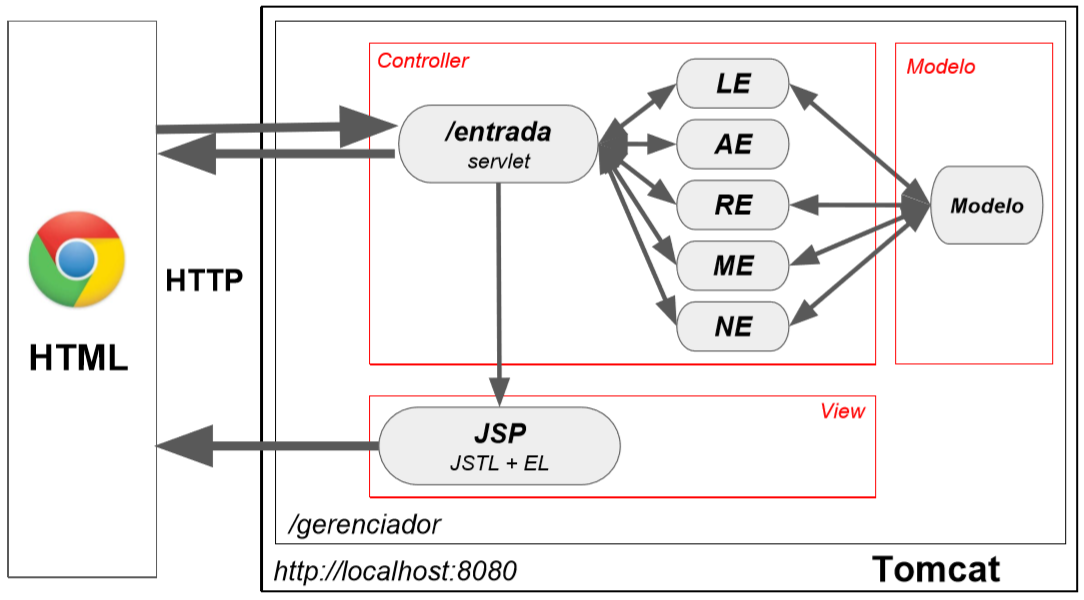 HTML
HTTP
Controller
/entrada
servlet
LE
AE
RE
ME
NE
Modelo
Modelo
View
JSP
JSTL + EL
/gerenciador
http://localhost:8080
Tomcat